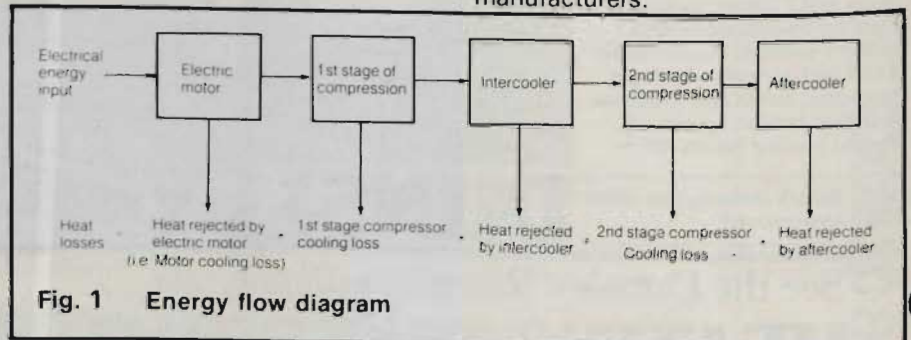 manufacturers.
Electrical
energy
input
Electric
motor
1st stage of
compression
Intercooler
2nd stage of
compression
Aftercooler
Heat
losses
Heat rejected by
electric motor
(i.e Motor cooling loss)
1st stage compressor
cooling loss
Heat rejected
by intercooler
2nd stage compressor
Cooling loss
Heat rejected
by aftercooler
Fig. 1 Energy flow diagram